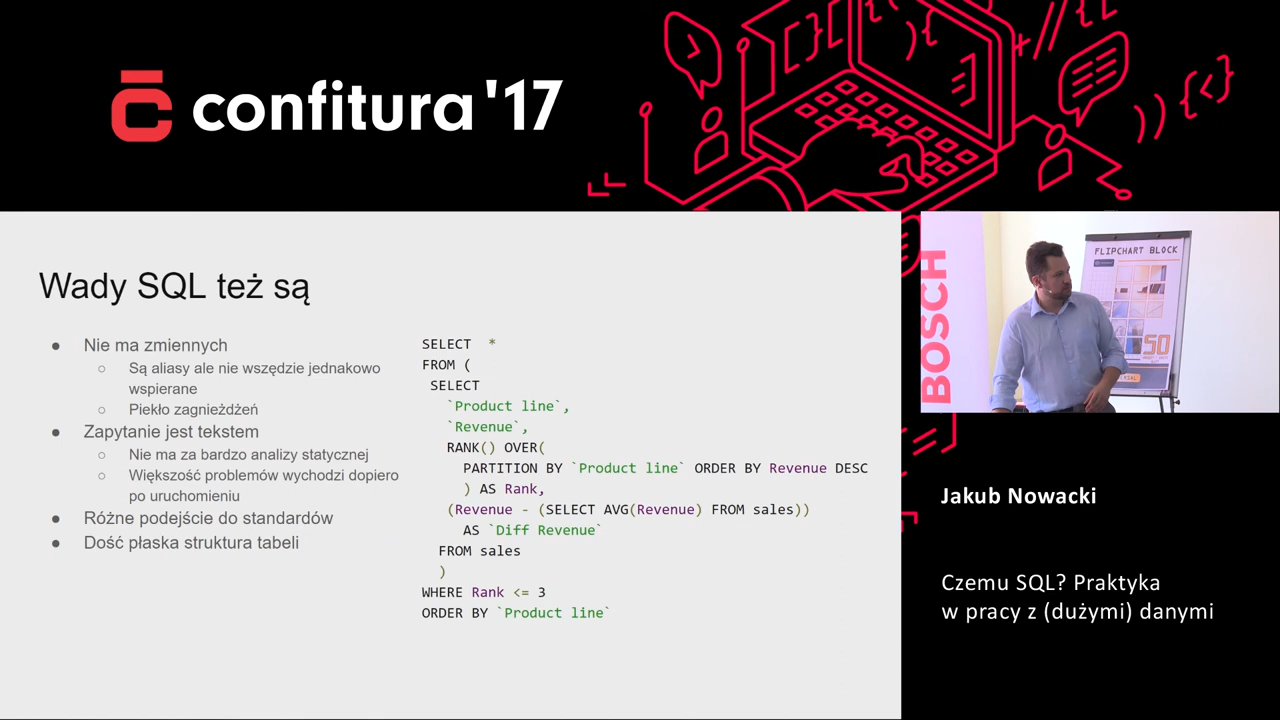 confitura '17
Wady SQL też są
● Nie ma zmiennych
○ Są aliasy ale nie wszędzie jednakowo
wspierane
○ Piekło zagnieżdżeń
● Zapytanie jest tekstem
○ Nie ma za bardzo analizy statycznej
○ Większość problemów wychodzi dopiero
po uruchomieniu
● Różne podejście do standardów
● Dość płaska struktura tabeli
SELECT *
FROM (
SELECT
`Product line`,
`Revenue`,
RANK() OVER(
PARTITION BY `Product line` ORDER BY Revenue DESC
) AS Rank,
(Revenue - (SELECT AVG(Revenue) FROM sales))
AS `Diff Revenue`
FROM sales
)
WHERE Rank <= 3
ORDER BY `Product line`
BOSCH
FLIPCHART BLOCK
50
Jakub Nowacki
Czemu SQL? Praktyka
w pracy z (dużymi) danymi